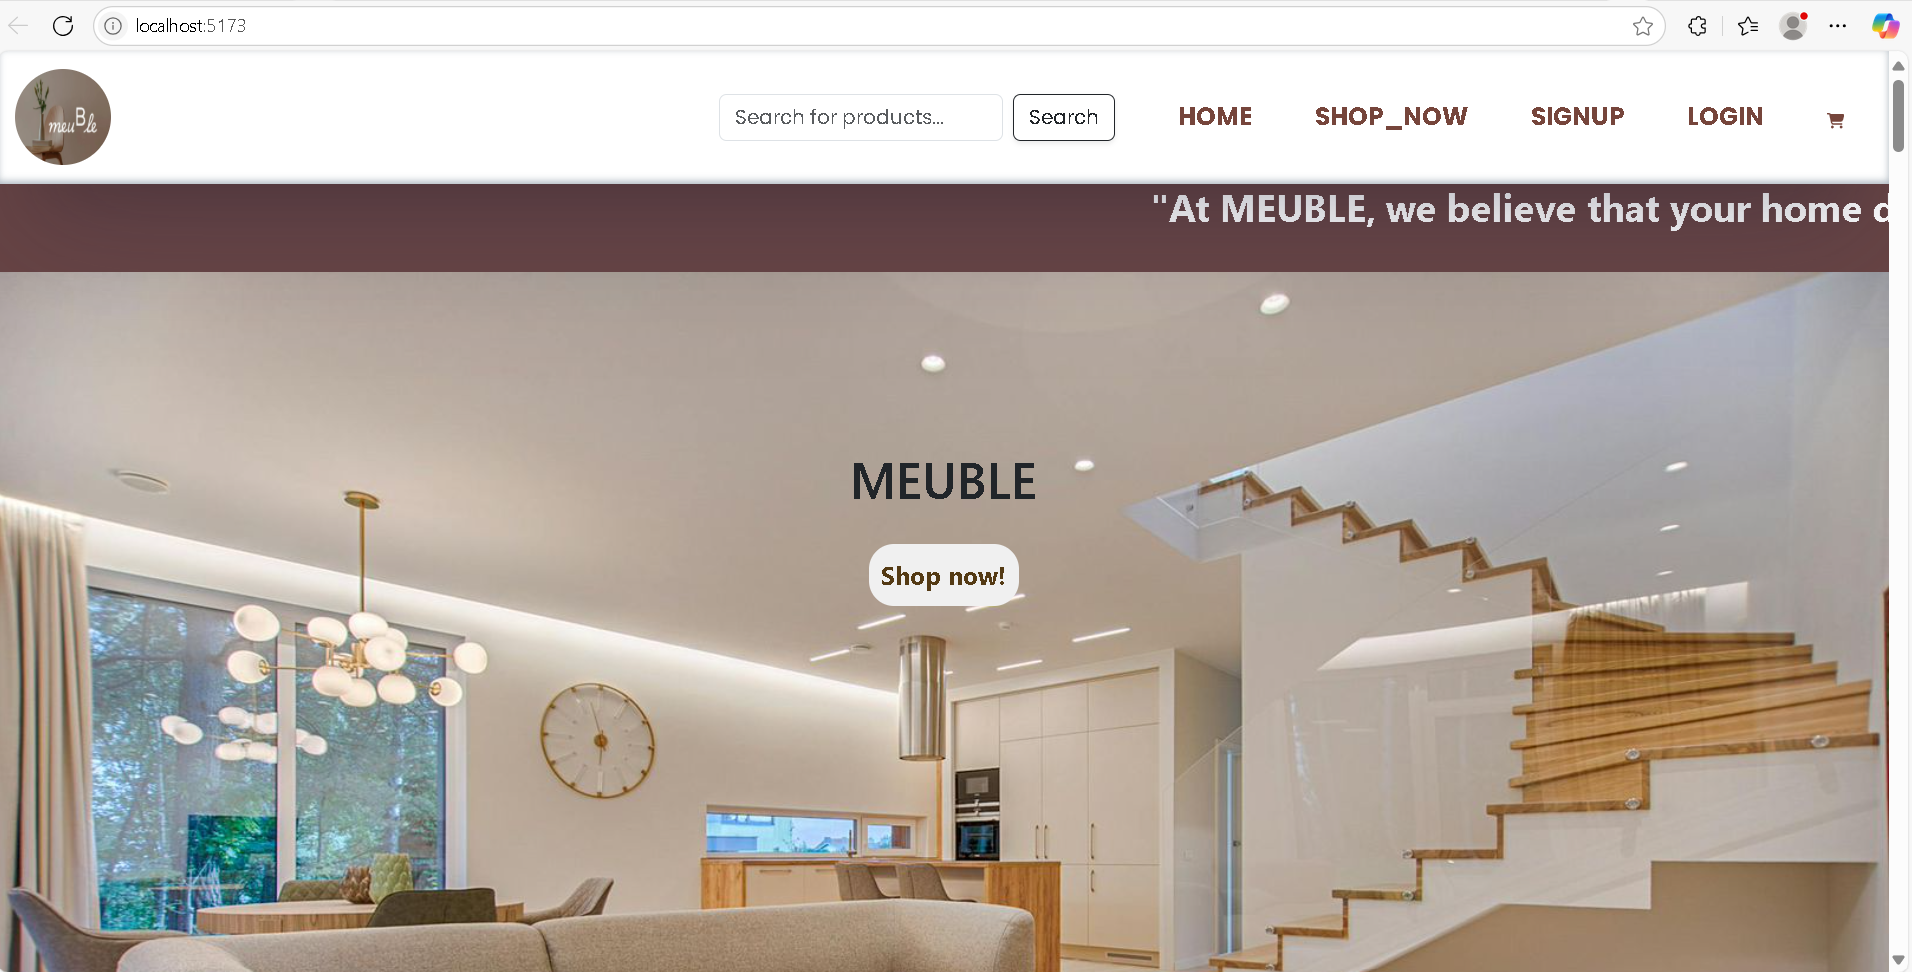 localhost:5173
meuBle
Search for products...
Search
HOME
SHOP_NOW
SIGNUP
LOGIN
"At MEUBLE, we believe that your home d
MEUBLE
Shop now!